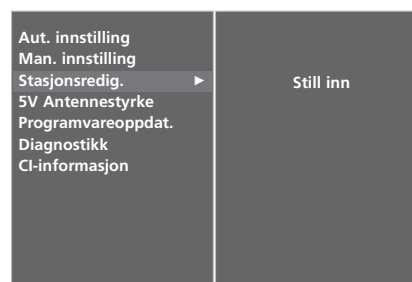 Aut. innstilling
Man. innstilling
Stasjonsredig. ►
5V Antennestyrke
Programvareoppdat.
Diagnostikk
CI-informasjon
Still inn